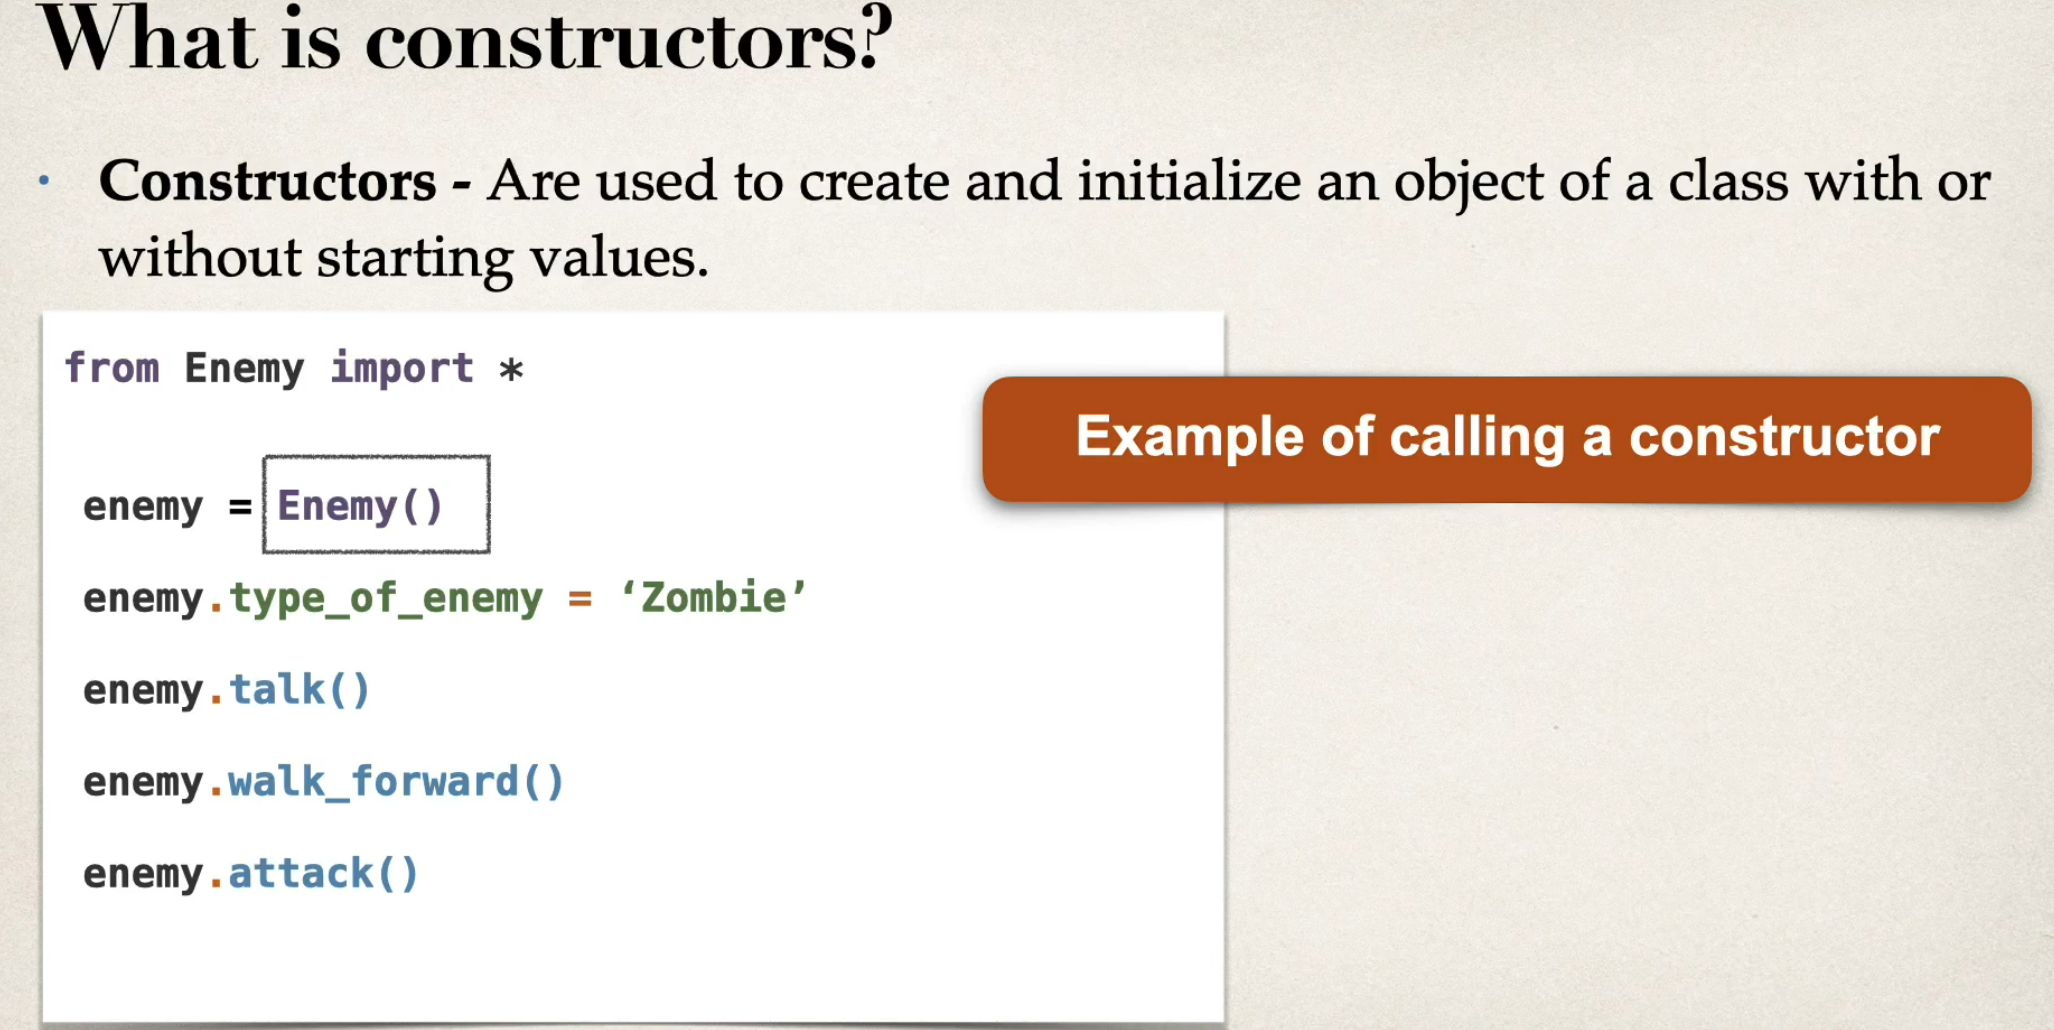 What is constructors?
• Constructors - Are used to create and initialize an object of a class with or
without starting values.
from Enemy import *
Example of calling a constructor
enemy = Enemy()
enemy.type_of_enemy = ‘Zombie’
enemy.talk()
enemy.walk_forward()
enemy.attack()